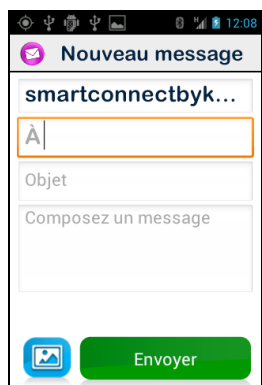 12:08
Nouveau message
smartconnectbyk...
À
Objet
Composez un message
Envoyer